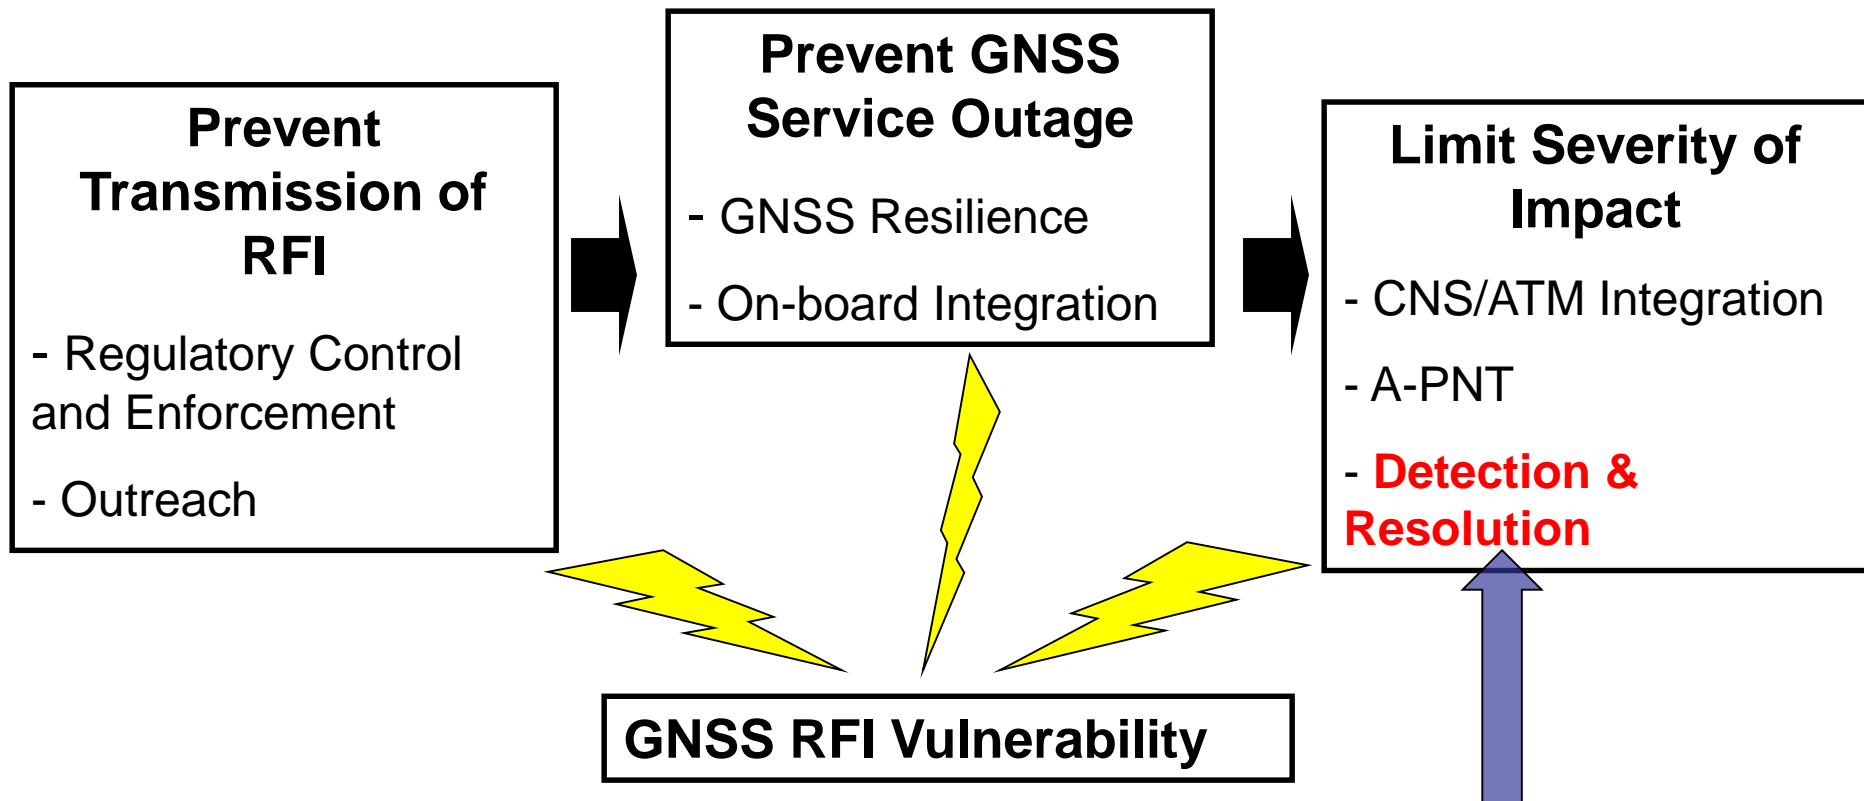 Prevent
Transmission of
RFI
- Regulatory Control
and Enforcement
- Outreach
Prevent GNSS
Service Outage
- GNSS Resilience
- On-board Integration
Limit Severity of
Impact
- CNS/ATM Integration
- A-PNT
- Detection &
Resolution
GNSS RFI Vulnerability